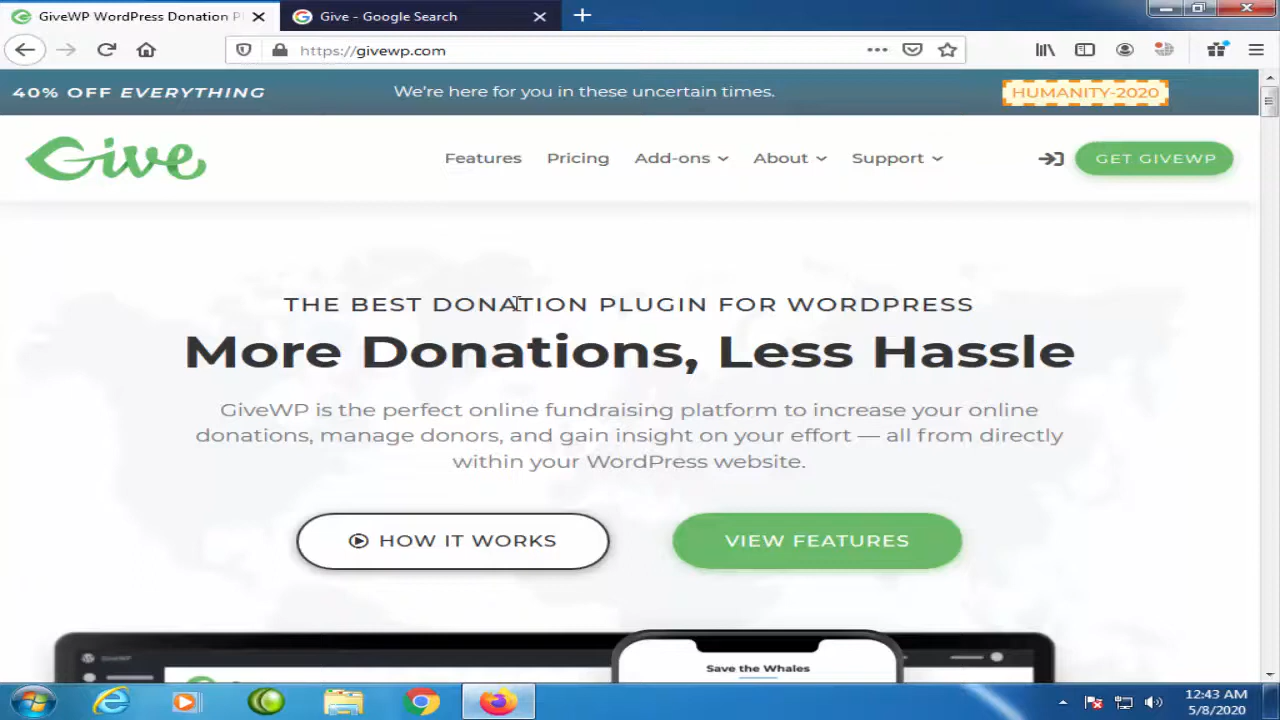 GiveWP WordPress Donation Pl
Give - Google Search
https://givewp.com
40% OFF EVERYTHING
We're here for you in these uncertain times.
HUMANITY-2020
Give
Features
Pricing
Add-ons
About
Support
GET GIVEWP
THE BEST DONATION PLUGIN FOR WORDPRESS
More Donations, Less Hassle
GiveWP is the perfect online fundraising platform to increase your online
donations, manage donors, and gain insight on your effort — all from directly
within your WordPress website.
HOW IT WORKS
VIEW FEATURES
GiveWP
Save the Whales
12:43 AM
5/8/2020